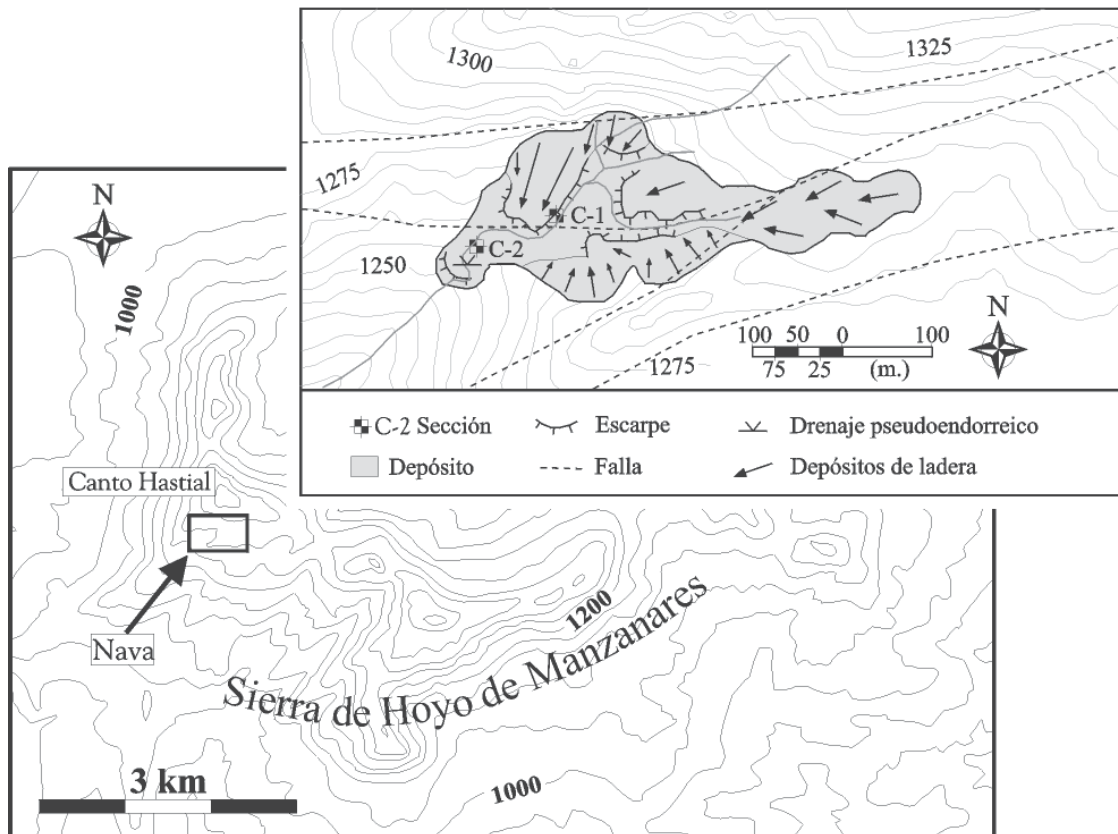 1300
1325
1275
C-1
C-2
1250
N
100 50 0 100
75 25 (m.)
1275
C-2 Sección
Escarpe
Drenaje pseudoendorreico
Depósito
Falla
Depósitos de ladera
N
1000
Canto Hastial
Nava
1200
Sierra de Hoyo de Manzanares
3 km
1000